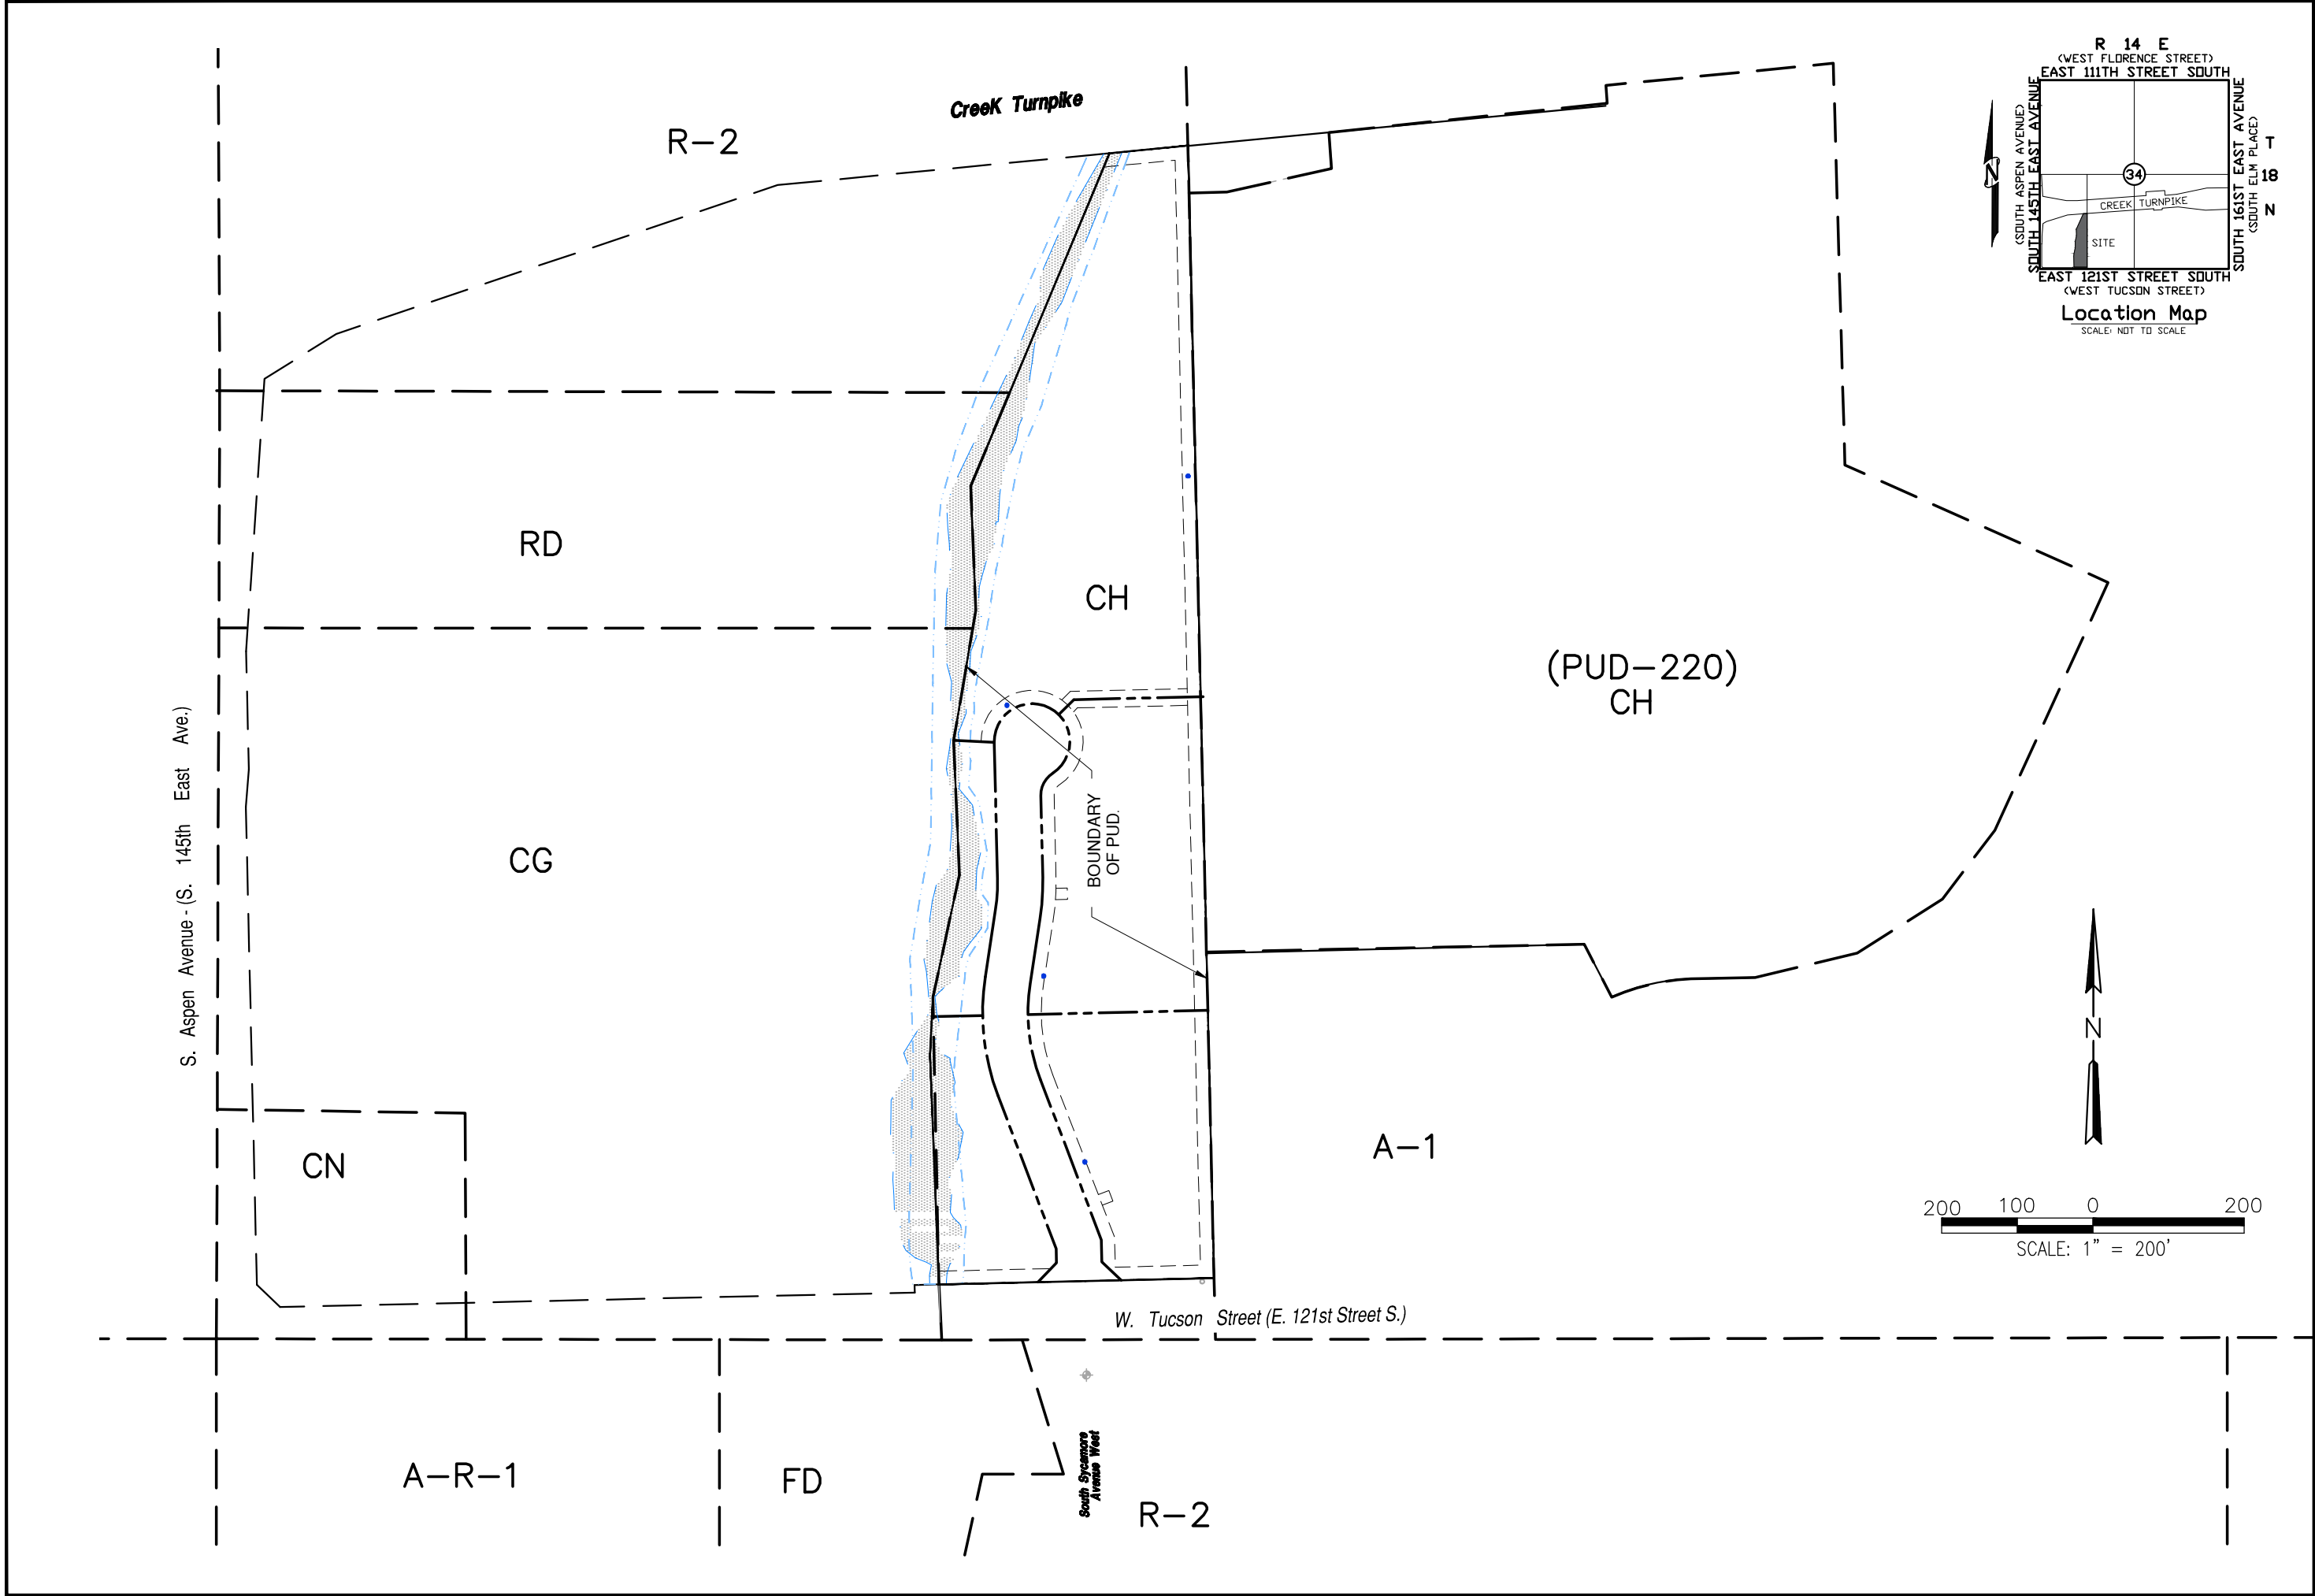 R 14 E
(WEST FLORENCE STREET)
EAST 111TH STREET SOUTH
(SOUTH ASPEN AVENUE)
SOUTH 145TH EAST AVENUE
SOUTH 161ST EAST AVENUE
(SOUTH ELM PLACE)
T
18
N
N
34
CREEK TURNPIKE
SITE
EAST 121ST STREET SOUTH
(WEST TUCSON STREET)
Location Map
SCALE: NOT TO SCALE
CreeK Turnpike
R-2
RD
CH
(PUD-220)
CH
S. Aspen Avenue - (S. 145th East Ave.)
CG
BOUNDARY
OF PUD.
N
CN
A-1
200 100 0 200
SCALE: 1" = 200'
W. Tucson Street (E. 121st Street S.)
A-R-1
FD
South Sycamore
Avenue West
R-2